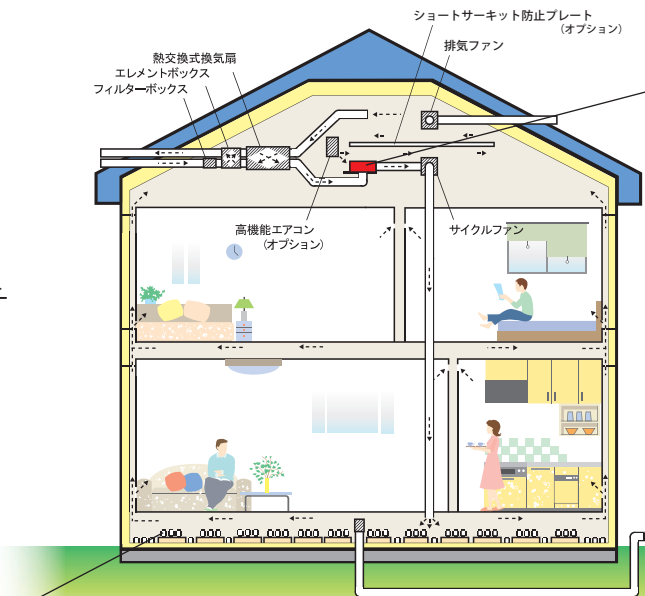 ショートサーキット防止プレート
(オプション)
排気ファン
熱交換式換気扇
エレメントボックス
フィルターボックス
高機能エアコン
(オプション)
サイクルファン